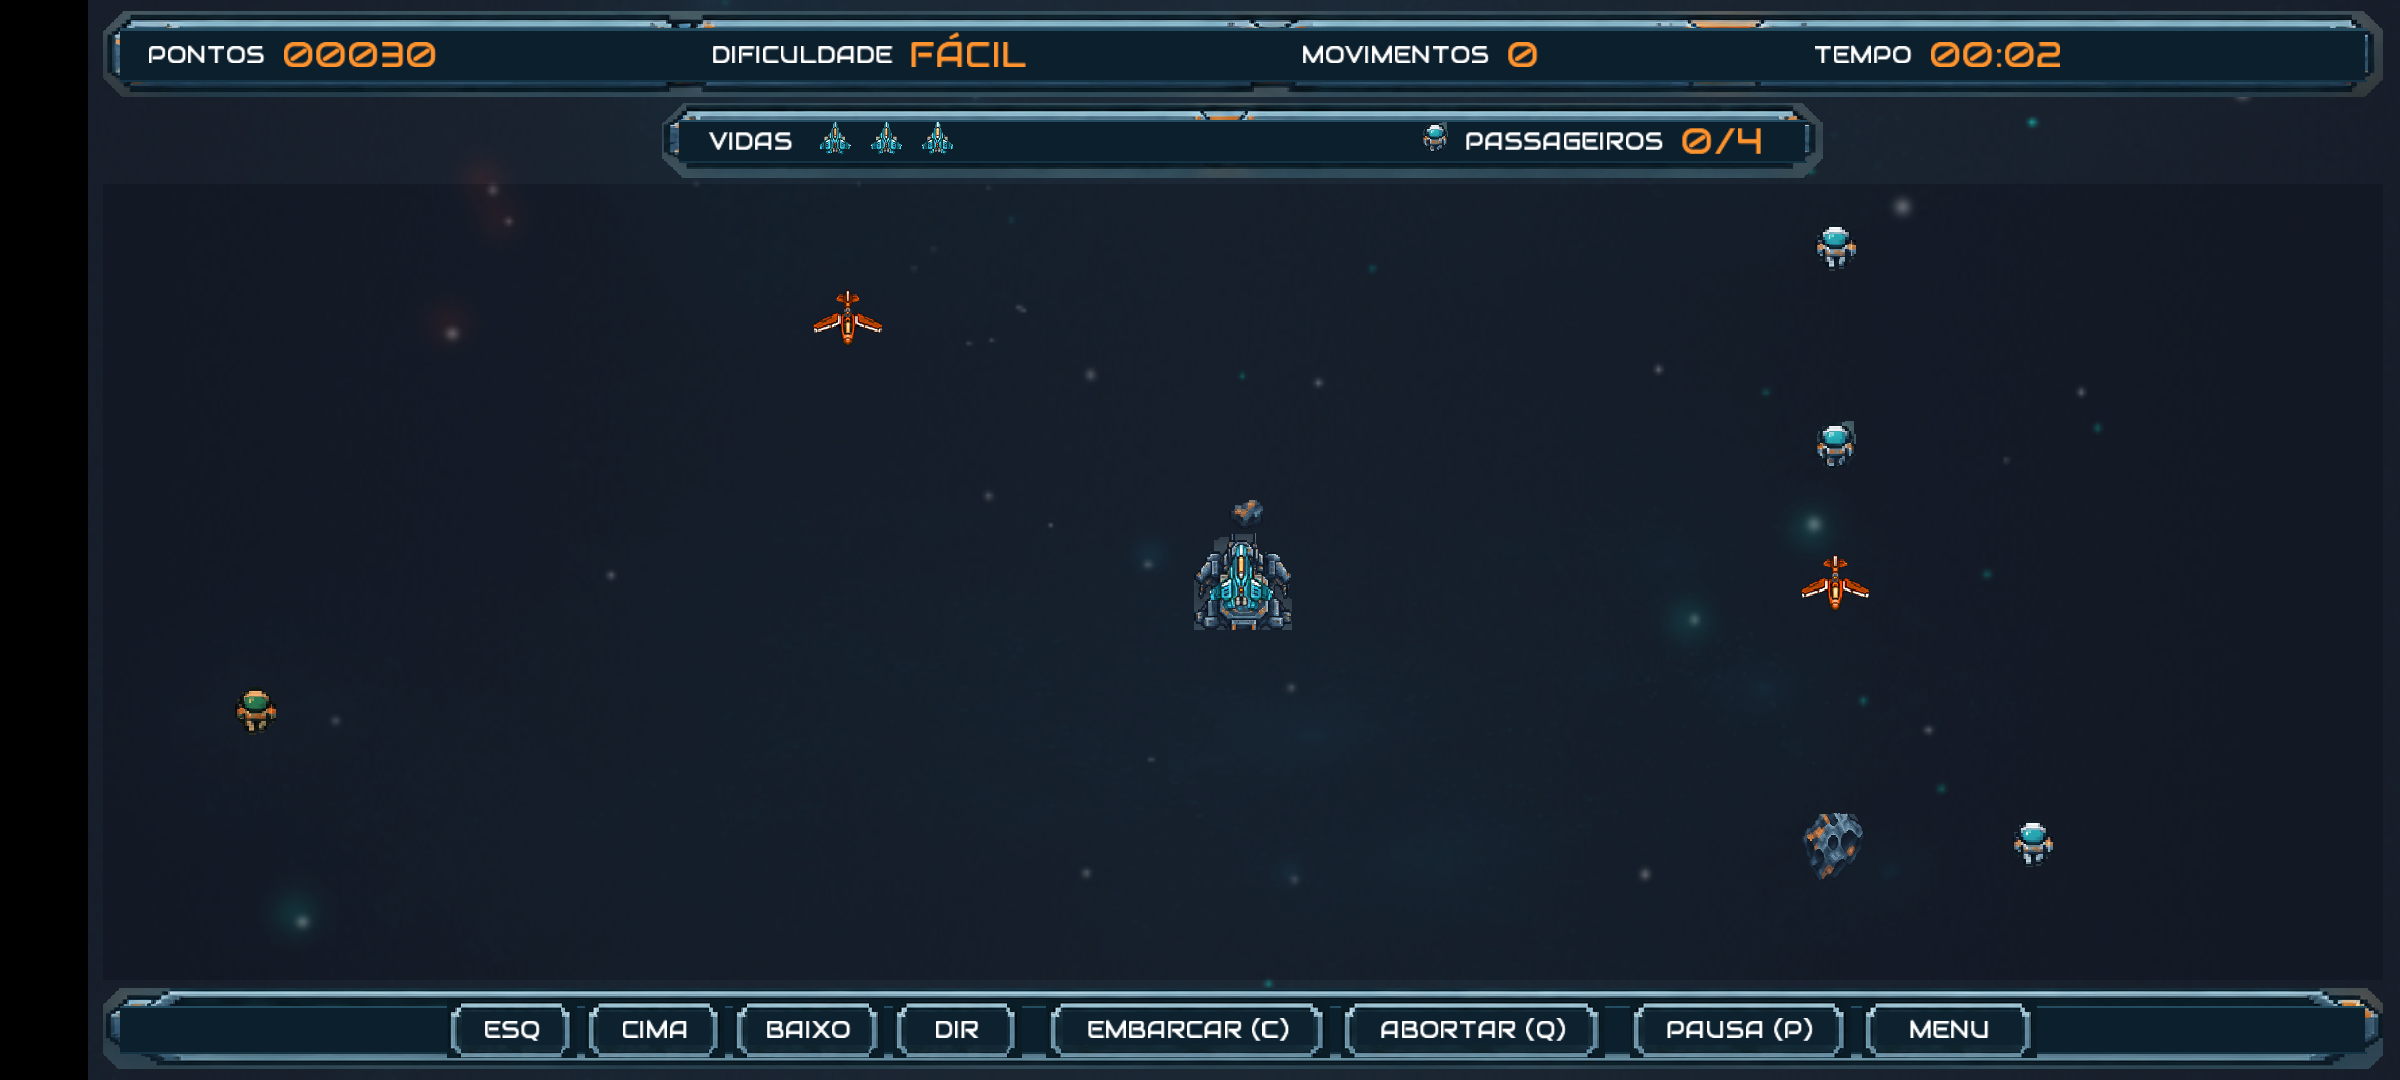 PONTOS 00030 DIFICULDADE FÁCIL MOVIMENTOS 0 TEMPO 00:02
VIDAS PASSAGEIROS 0/4
ESQ CIMA BAIXO DIR EMBARCAR (C) ABORTAR (Q) PAUSA (P) MENU